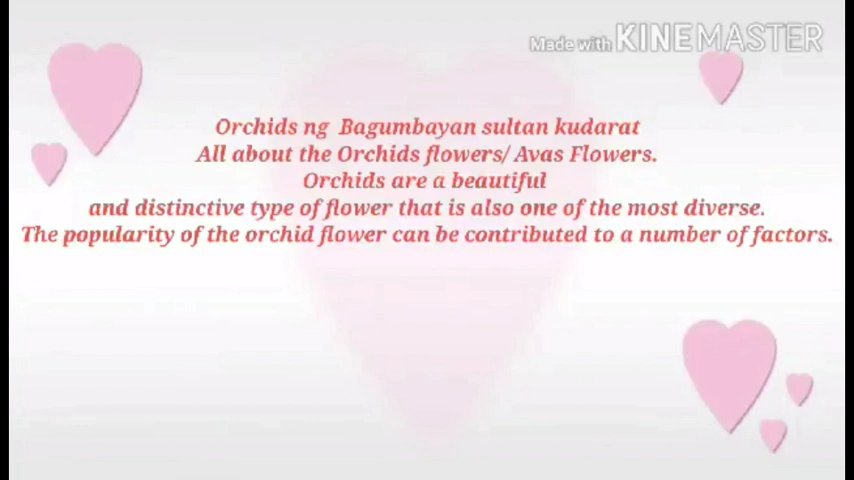 Made with KINEMASTER
Orchids ng Bagumbayan sultan kudarat
All about the Orchids flowers/ Avas Flowers.
Orchids are a beautiful
and distinctive type of flower that is also one of the most diverse.
The popularity of the orchid flower can be contributed to a number of factors.